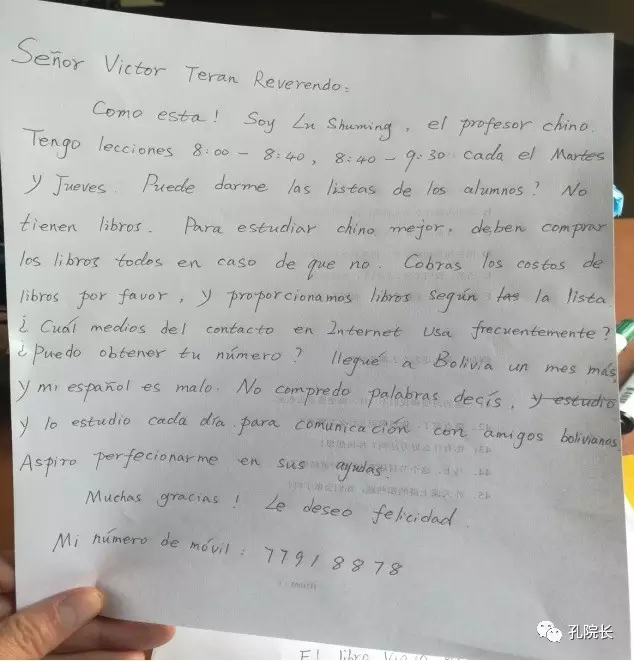 Señor Victor Teran Reverendo:
Como esta! Soy Lu Shuming, el profesor chino.
Tengo lecciones 8:00 - 8:40, 8:40 - 9:30 cada el Martes
y Jueves. Puede darme las listas de los alumnos? No
tienen libros. Para estudiar chino mejor, deben comprar
los libros todos en caso de que no. Cobras los costos de
libros por favor, y proporcionamos libros según las la lista
¿Cuál medios del contacto en Internet usa frecuentemente?
¿Puedo obtener tu número? llegué a Bolivia un mes más
y mi español es malo. No compredo palabras decís, y estudio
y lo estudio cada día para comunicación con amigos bolivianos
Aspiro perfecionarme en sus ayudas.
Muchas gracias! Le deseo felicidad.
Mi número de móvil: 77918878
El libro
孔院长